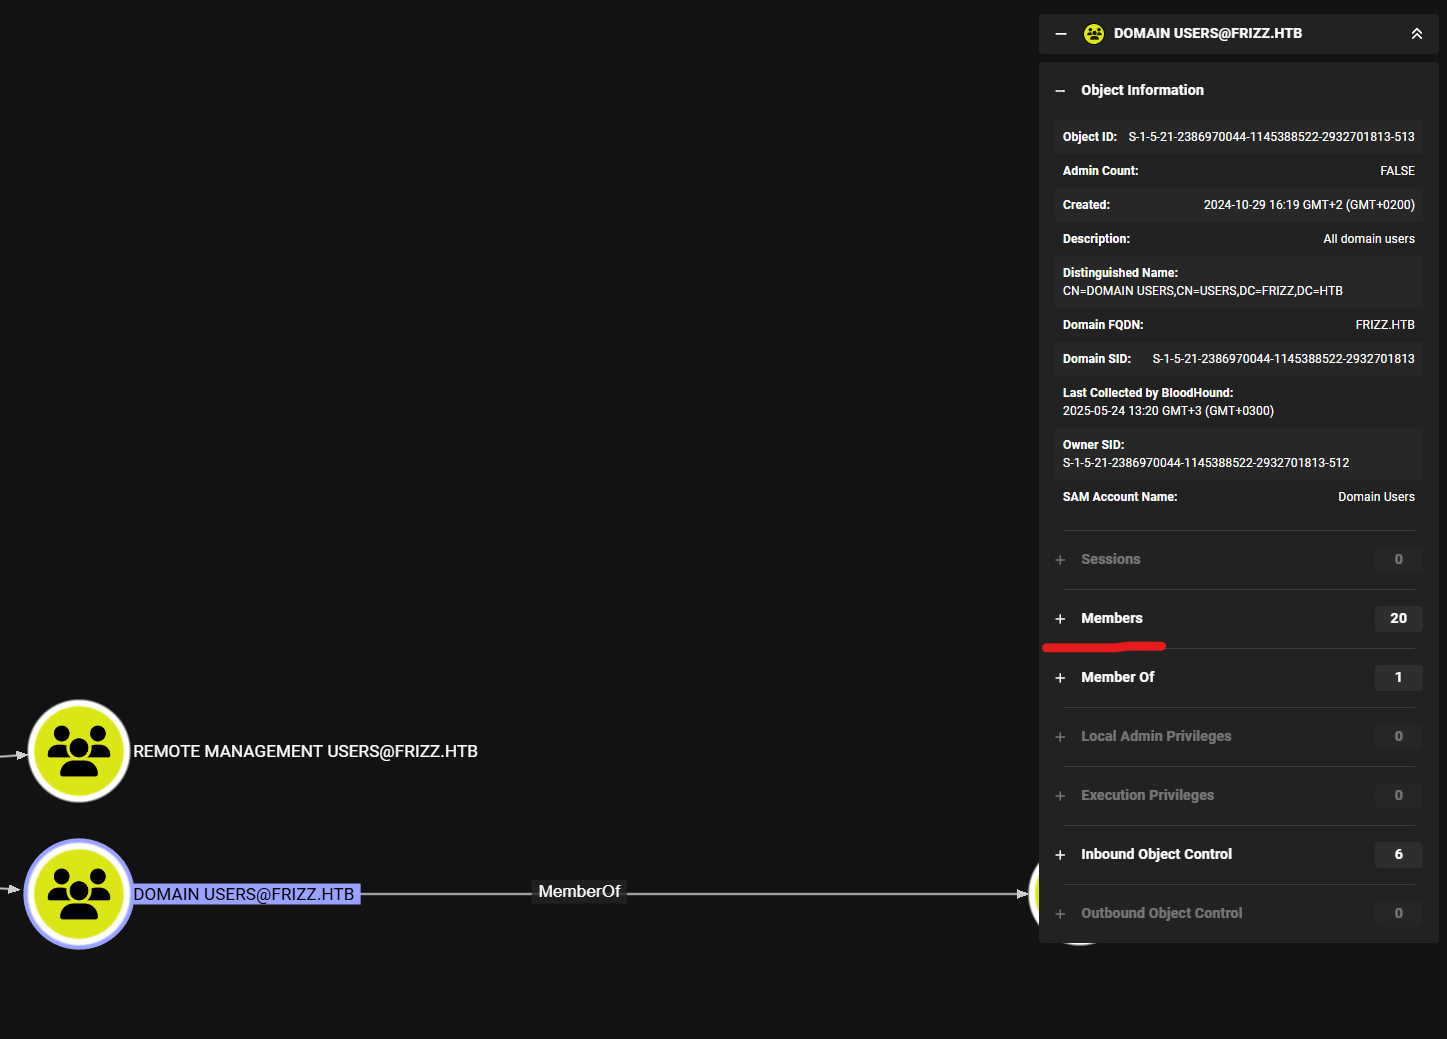 DOMAIN USERS@FRIZZ.HTB
Object Information
Object ID: S-1-5-21-2386970044-1145388522-2932701813-513
Admin Count: FALSE
Created: 2024-10-29 16:19 GMT+2 (GMT+0200)
Description: All domain users
Distinguished Name:
CN=DOMAIN USERS,CN=USERS,DC=FRIZZ,DC=HTB
Domain FQDN: FRIZZ.HTB
Domain SID: S-1-5-21-2386970044-1145388522-2932701813
Last Collected by BloodHound:
2025-05-24 13:20 GMT+3 (GMT+0300)
Owner SID:
S-1-5-21-2386970044-1145388522-2932701813-512
SAM Account Name: Domain Users
Sessions 0
Members 20
Member Of 1
Local Admin Privileges 0
Execution Privileges 0
Inbound Object Control 6
Outbound Object Control 0
REMOTE MANAGEMENT USERS@FRIZZ.HTB
DOMAIN USERS@FRIZZ.HTB
MemberOf